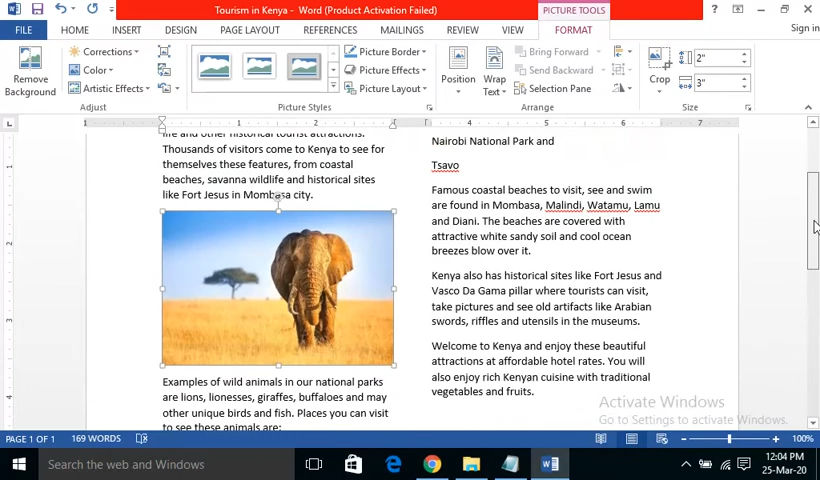 Tourism in Kenya - Word (Product Activation Failed)
PICTURE TOOLS
FILE HOME INSERT DESIGN PAGE LAYOUT REFERENCES MAILINGS REVIEW VIEW FORMAT Sign in
Remove Background
Corrections
Color
Artistic Effects
Adjust
Picture Styles
Picture Border
Picture Effects
Picture Layout
Position
Wrap Text
Bring Forward
Send Backward
Selection Pane
Arrange
Crop
2"
3"
Size
life and other historical tourist attractions.
Thousands of visitors come to Kenya to see for
themselves these features, from coastal
beaches, savanna wildlife and historical sites
like Fort Jesus in Mombasa city.
Examples of wild animals in our national parks
are lions, lionesses, giraffes, buffaloes and may
other unique birds and fish. Places you can visit
to see these animals are:
Nairobi National Park and
Tsavo
Famous coastal beaches to visit, see and swim
are found in Mombasa, Malindi, Watamu, Lamu
and Diani. The beaches are covered with
attractive white sandy soil and cool ocean
breezes blow over it.
Kenya also has historical sites like Fort Jesus and
Vasco Da Gama pillar where tourists can visit,
take pictures and see old artifacts like Arabian
swords, riffles and utensils in the museums.
Welcome to Kenya and enjoy these beautiful
attractions at affordable hotel rates. You will
also enjoy rich Kenyan cuisine with traditional
vegetables and fruits.
Activate Windows
Go to Settings to activate Windows.
PAGE 1 OF 1 169 WORDS 100%
Search the web and Windows
12:04 PM
25-Mar-20